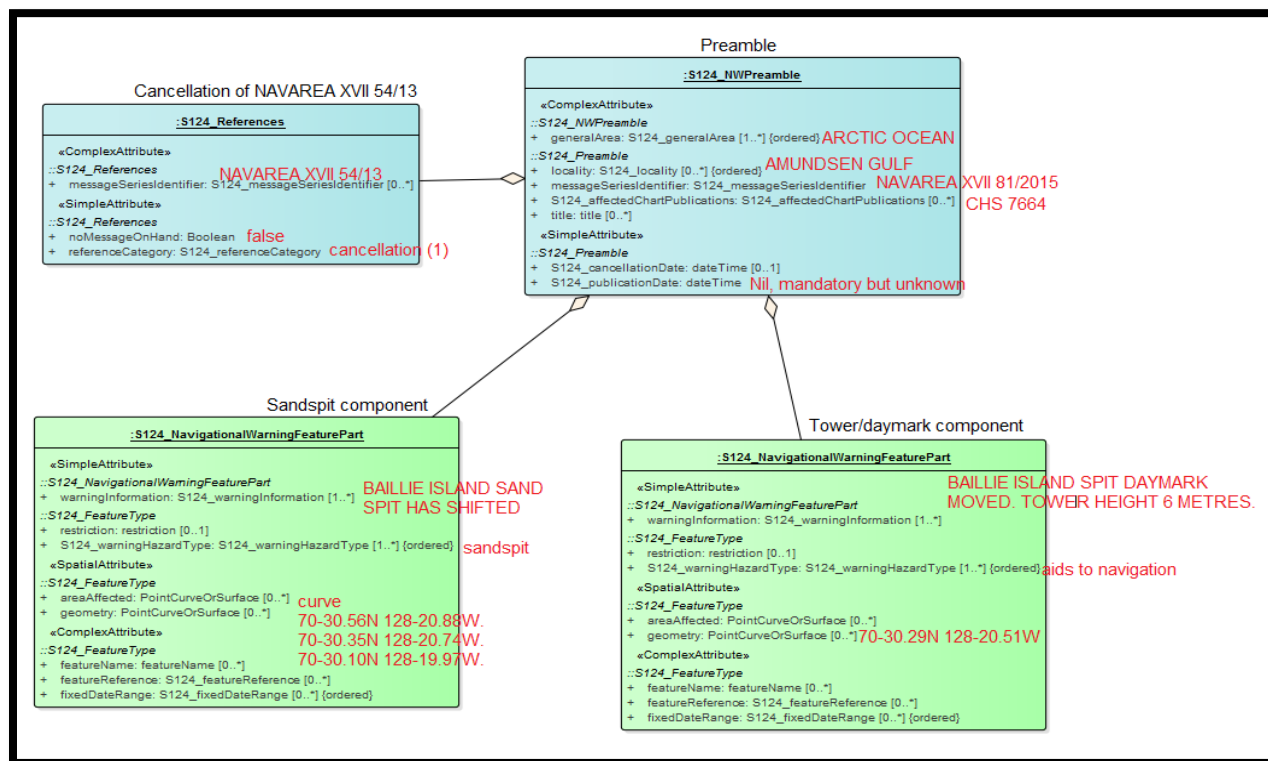 Preamble
:S124_NWPreamble
«ComplexAttribute»
::S124_NWPreamble
+ generalArea: S124_generalArea [1..*] {ordered} ARCTIC OCEAN
::S124_Preamble
+ locality: S124_locality [0..*] {ordered} AMUNDSEN GULF
+ messageSeriesIdentifier: S124_messageSeriesIdentifier NAVAREA XVII 81/2015
+ S124_affectedChartPublications: S124_affectedChartPublications [0..*] CHS 7664
+ title: title [0..*]
«SimpleAttribute»
::S124_Preamble
+ S124_cancellationDate: dateTime [0..1]
+ S124_publicationDate: dateTime Nil, mandatory but unknown
Cancellation of NAVAREA XVII 54/13
:S124_References
«ComplexAttribute»
::S124_References
NAVAREA XVII 54/13
+ messageSeriesIdentifier: S124_messageSeriesIdentifier [0..*]
«SimpleAttribute»
::S124_References
+ noMessageOnHand: Boolean false
+ referenceCategory: S124_referenceCategory cancellation (1)
Sandspit component
:S124_NavigationalWarningFeaturePart
«SimpleAttribute»
::S124_NavigationalWarningFeaturePart
+ warningInformation: S124_warningInformation [1..*] BAILLIE ISLAND SAND
SPIT HAS SHIFTED
::S124_FeatureType
+ restriction: restriction [0..1]
+ S124_warningHazardType: S124_warningHazardType [1..*] {ordered} sandspit
«SpatialAttribute»
::S124_FeatureType
+ areaAffected: PointCurveOrSurface [0..*] curve
+ geometry: PointCurveOrSurface [0..*] 70-30.56N 128-20.88W.
70-30.35N 128-20.74W.
«ComplexAttribute»
::S124_FeatureType
70-30.10N 128-19.97W.
+ featureName: featureName [0..*]
+ featureReference: S124_featureReference [0..*]
+ fixedDateRange: S124_fixedDateRange [0..*] {ordered}
Tower/daymark component
:S124_NavigationalWarningFeaturePart
«SimpleAttribute»
BAILLIE ISLAND SPIT DAYMARK
::S124_NavigationalWarningFeaturePart
MOVED. TOWER HEIGHT 6 METRES.
+ warningInformation: S124_warningInformation [1..*]
::S124_FeatureType
+ restriction: restriction [0..1]
+ S124_warningHazardType: S124_warningHazardType [1..*] {ordered} aids to navigation
«SpatialAttribute»
::S124_FeatureType
+ areaAffected: PointCurveOrSurface [0..*]
+ geometry: PointCurveOrSurface [0..*] 70-30.29N 128-20.51W
«ComplexAttribute»
::S124_FeatureType
+ featureName: featureName [0..*]
+ featureReference: S124_featureReference [0..*]
+ fixedDateRange: S124_fixedDateRange [0..*] {ordered}